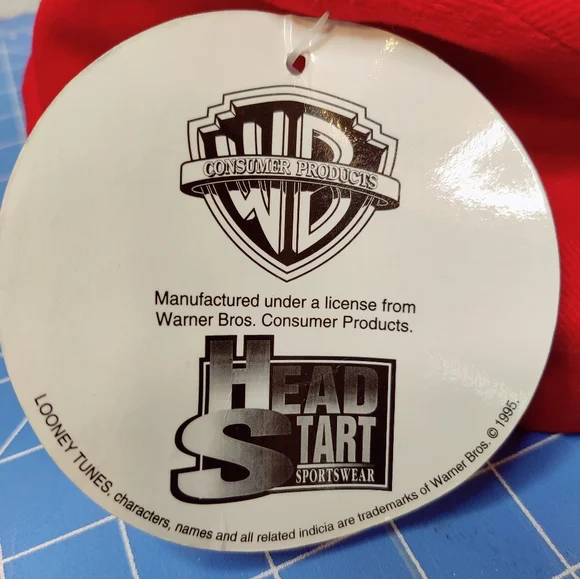 WB
CONSUMER PRODUCTS
Manufactured under a license from
Warner Bros. Consumer Products.
HEAD
START
SPORTSWEAR
LOONEY TUNES, characters, names and all related indicia are trademarks of Warner Bros. © 1995.